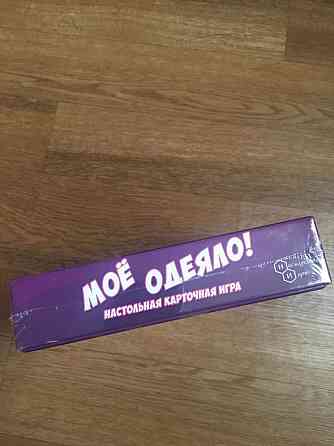 МОЁ ОДЕЯЛО!
НАСТОЛЬНАЯ КАРТОЧНАЯ ИГРА
Н
И